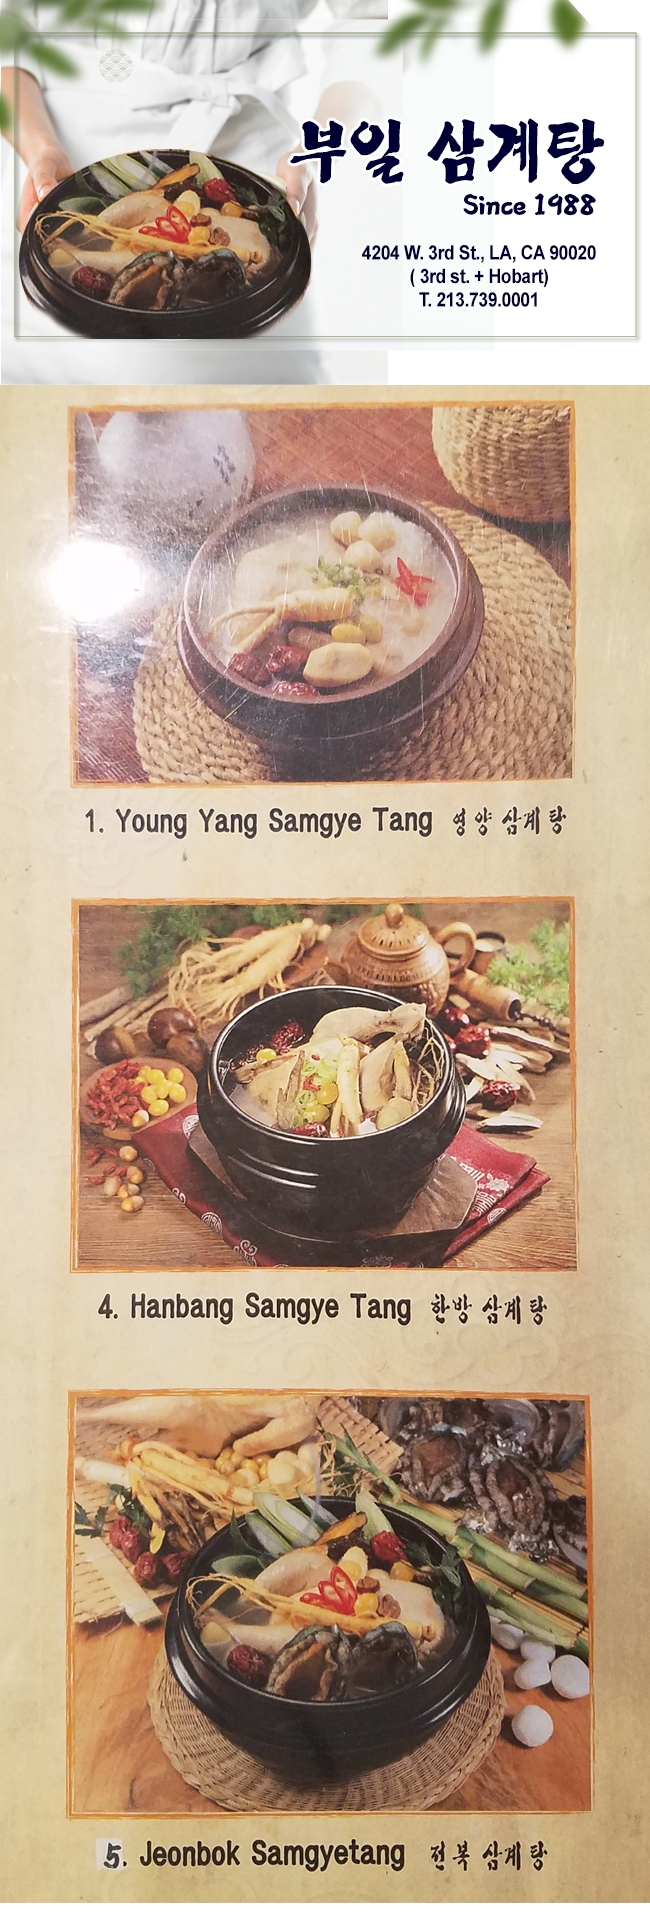 부일 삼계탕
Since 1988
4204 W. 3rd St., LA, CA 90020
( 3rd st. + Hobart)
T. 213.739.0001
1. Young Yang Samgye Tang 영양 삼계탕
4. Hanbang Samgye Tang 한방 삼계탕
5. Jeonbok Samgyetang 전복 삼계탕